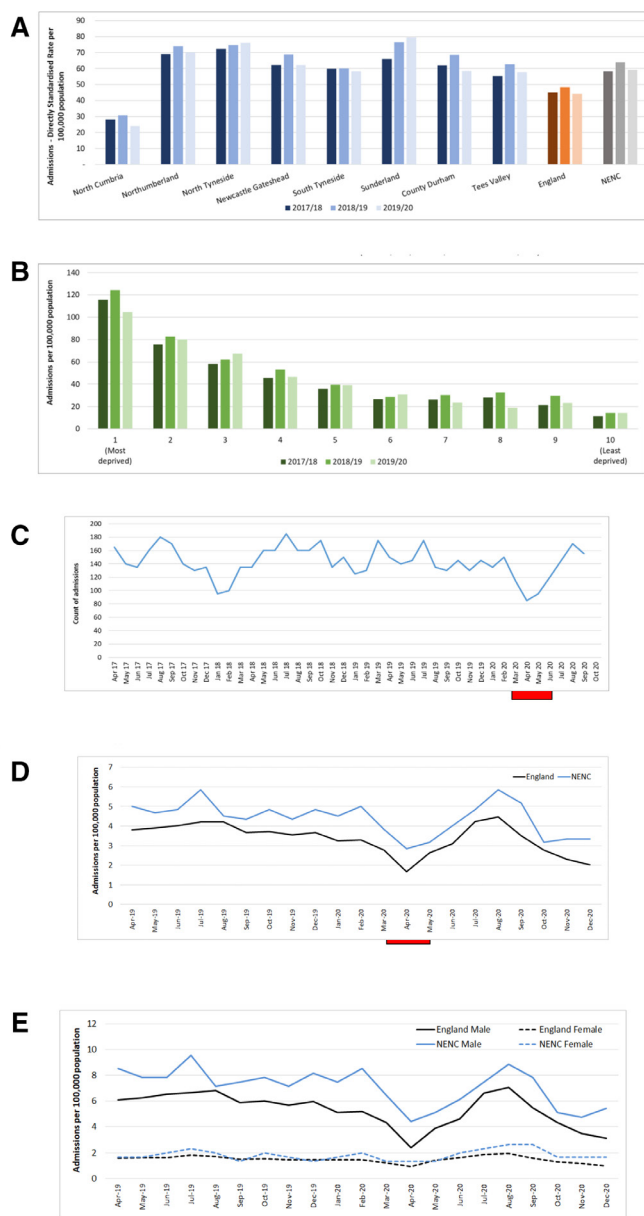 A
Admissions - Directly Standardised Rate per
100,000 population
90
80
70
60
50
40
30
20
10
-
North Cumbria
Northumberland
North Tyneside
Newcastle Gateshead
South Tyneside
Sunderland
County Durham
Tees Valley
England
NENC
2017/18 2018/19 2019/20
B
Admissions per 100,000 population
140
120
100
80
60
40
20
0
1 2 3 4 5 6 7 8 9 10
(Most (Least
deprived) deprived)
2017/18 2018/19 2019/20
C
Count of admissions
200
180
160
140
120
100
80
60
40
20
0
Apr 17
May 17
Jun 17
Jul 17
Aug 17
Sep 17
Oct 17
Nov 17
Dec 17
Jan 18
Feb 18
Mar 18
Apr 18
May 18
Jun 18
Jul 18
Aug 18
Sep 18
Oct 18
Nov 18
Dec 18
Jan 19
Feb 19
Mar 19
Apr 19
May 19
Jun 19
Jul 19
Aug 19
Sep 19
Oct 19
Nov 19
Dec 19
Jan 20
Feb 20
Mar 20
Apr 20
May 20
Jun 20
Jul 20
Aug 20
Sep 20
Oct 20
D
England NENC
Admissions per 100,000 population
7
6
5
4
3
2
1
0
Apr-19
May-19
Jun-19
Jul-19
Aug-19
Sep-19
Oct-19
Nov-19
Dec-19
Jan-20
Feb-20
Mar-20
Apr-20
May-20
Jun-20
Jul-20
Aug-20
Sep-20
Oct-20
Nov-20
Dec-20
E
England Male England Female
NENC Male NENC Female
Admissions per 100,000 population
12
10
8
6
4
2
0
Apr-19
May-19
Jun-19
Jul-19
Aug-19
Sep-19
Oct-19
Nov-19
Dec-19
Jan-20
Feb-20
Mar-20
Apr-20
May-20
Jun-20
Jul-20
Aug-20
Sep-20
Oct-20
Nov-20
Dec-20